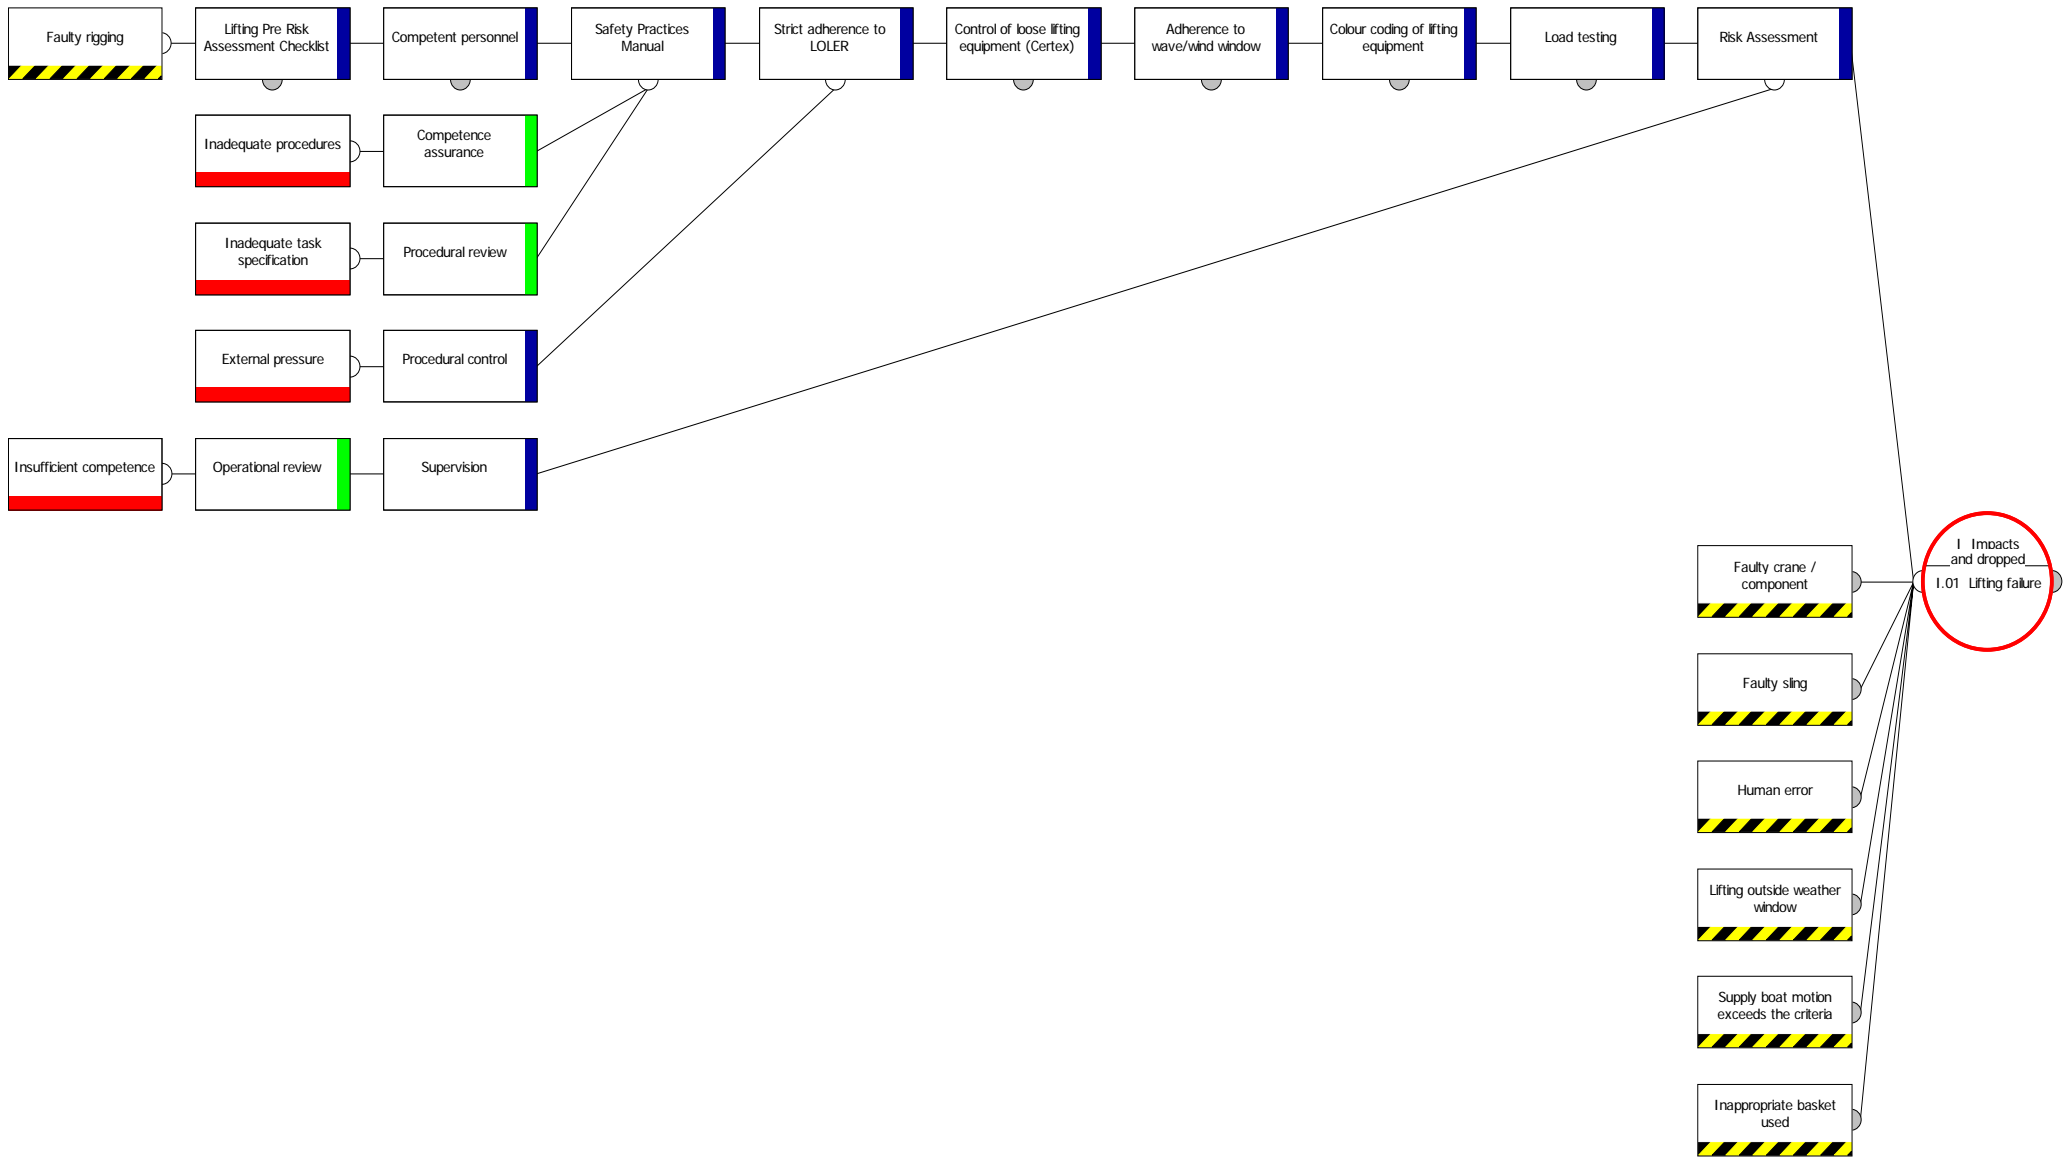 Faulty rigging
Lifting Pre Risk
Assessment Checklist
Competent personnel
Safety Practices
Manual
Strict adherence to
LOLER
Control of loose lifting
equipment (Certex)
Adherence to
wave/wind window
Colour coding of lifting
equipment
Load testing
Risk Assessment
Inadequate procedures
Competence
assurance
Inadequate task
specification
Procedural review
External pressure
Procedural control
Insufficient competence
Operational review
Supervision
I Impacts
and dropped
I.01 Lifting failure
Faulty crane /
component
Faulty sling
Human error
Lifting outside weather
window
Supply boat motion
exceeds the criteria
Inappropriate basket
used